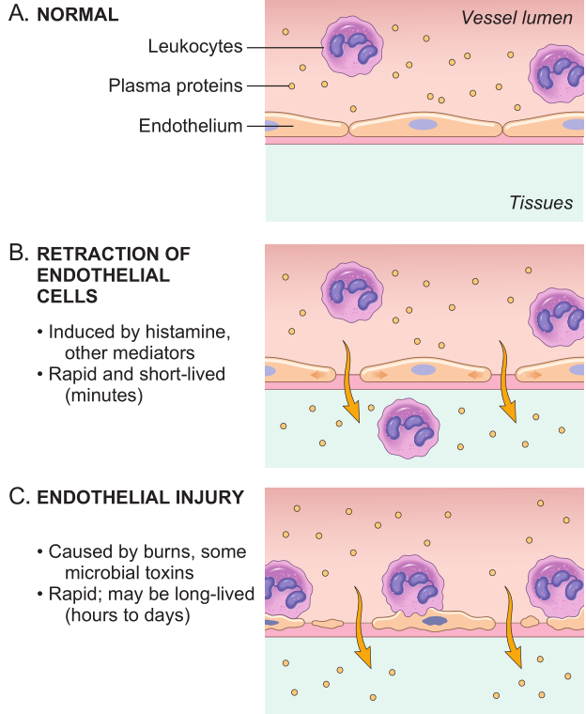 A. NORMAL
Vessel lumen
Leukocytes
Plasma proteins
Endothelium
Tissues
B. RETRACTION OF
ENDOTHELIAL
CELLS
• Induced by histamine,
other mediators
• Rapid and short-lived
(minutes)
C. ENDOTHELIAL INJURY
• Caused by burns, some
microbial toxins
• Rapid; may be long-lived
(hours to days)